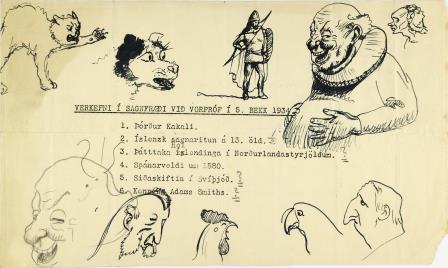 VERKEFNI Í SAGNFRÆÐI VIÐ VORPRÓF Í 5. BEKK 1934
1. Þórður Kakali.
2. Íslensk sagnaritun á 13. öld.
3. Þátttaka Íslendinga í Norðurlandastyrjöldum.
4. Spánarveldi um 1580.
5. Siðaskiftin í Svíþjóð.
6. Kenning Adams Smiths.